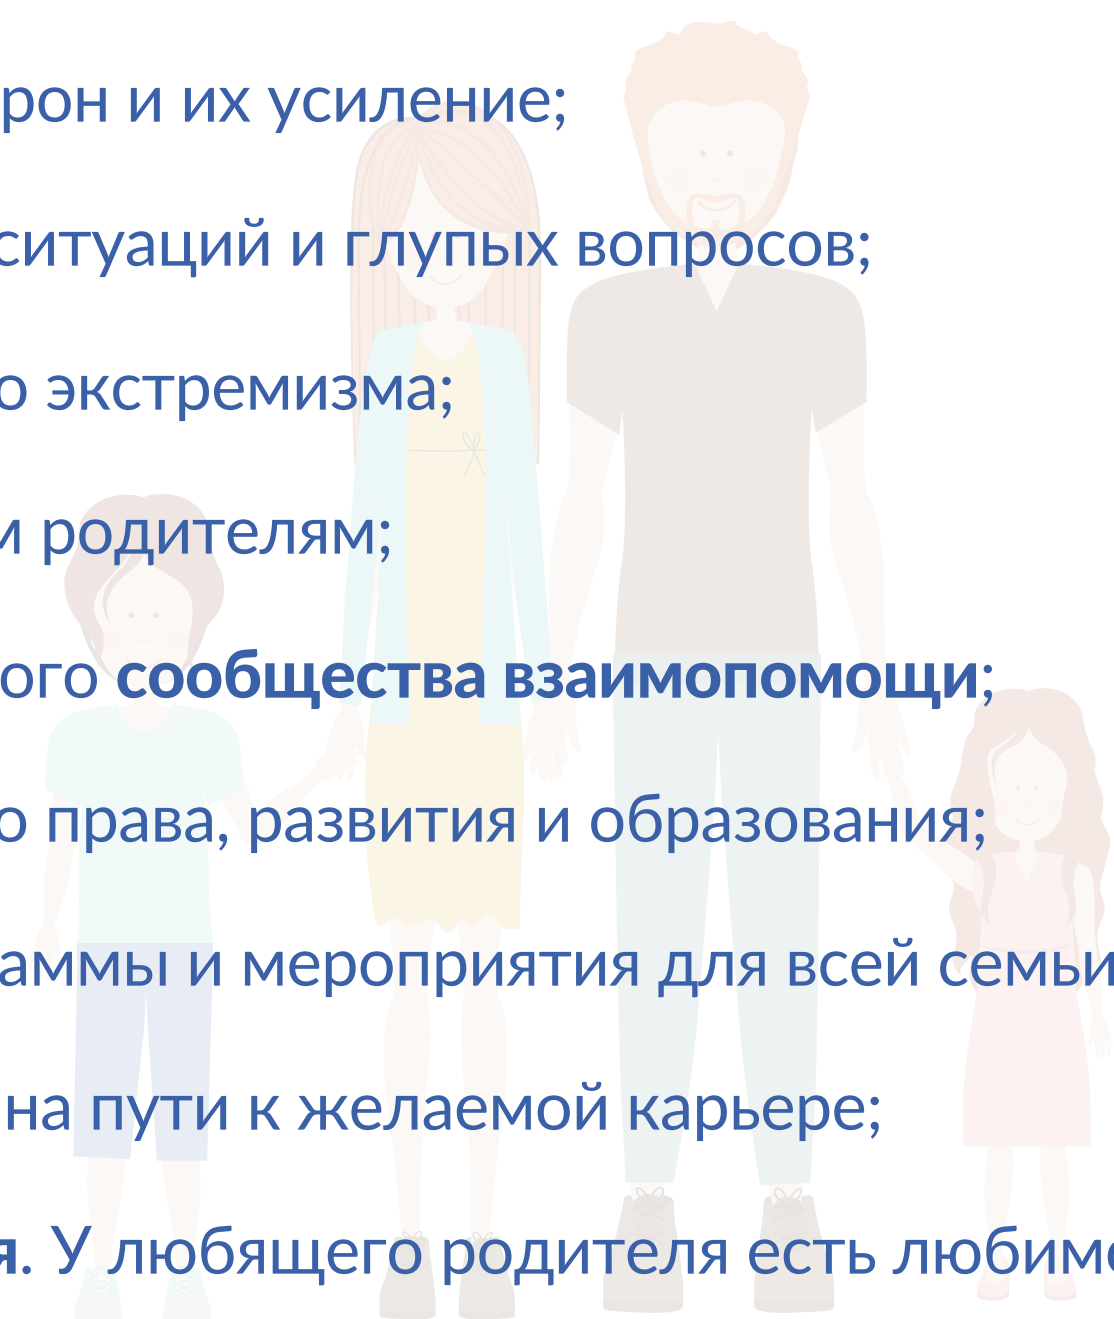 рон и их усиление;
ситуаций и глупых вопросов;
о экстремизма;
м родителям;
ого сообщества взаимопомощи;
о права, развития и образования;
аммы и мероприятия для всей семьи
на пути к желаемой карьере;
я. У любящего родителя есть любимо